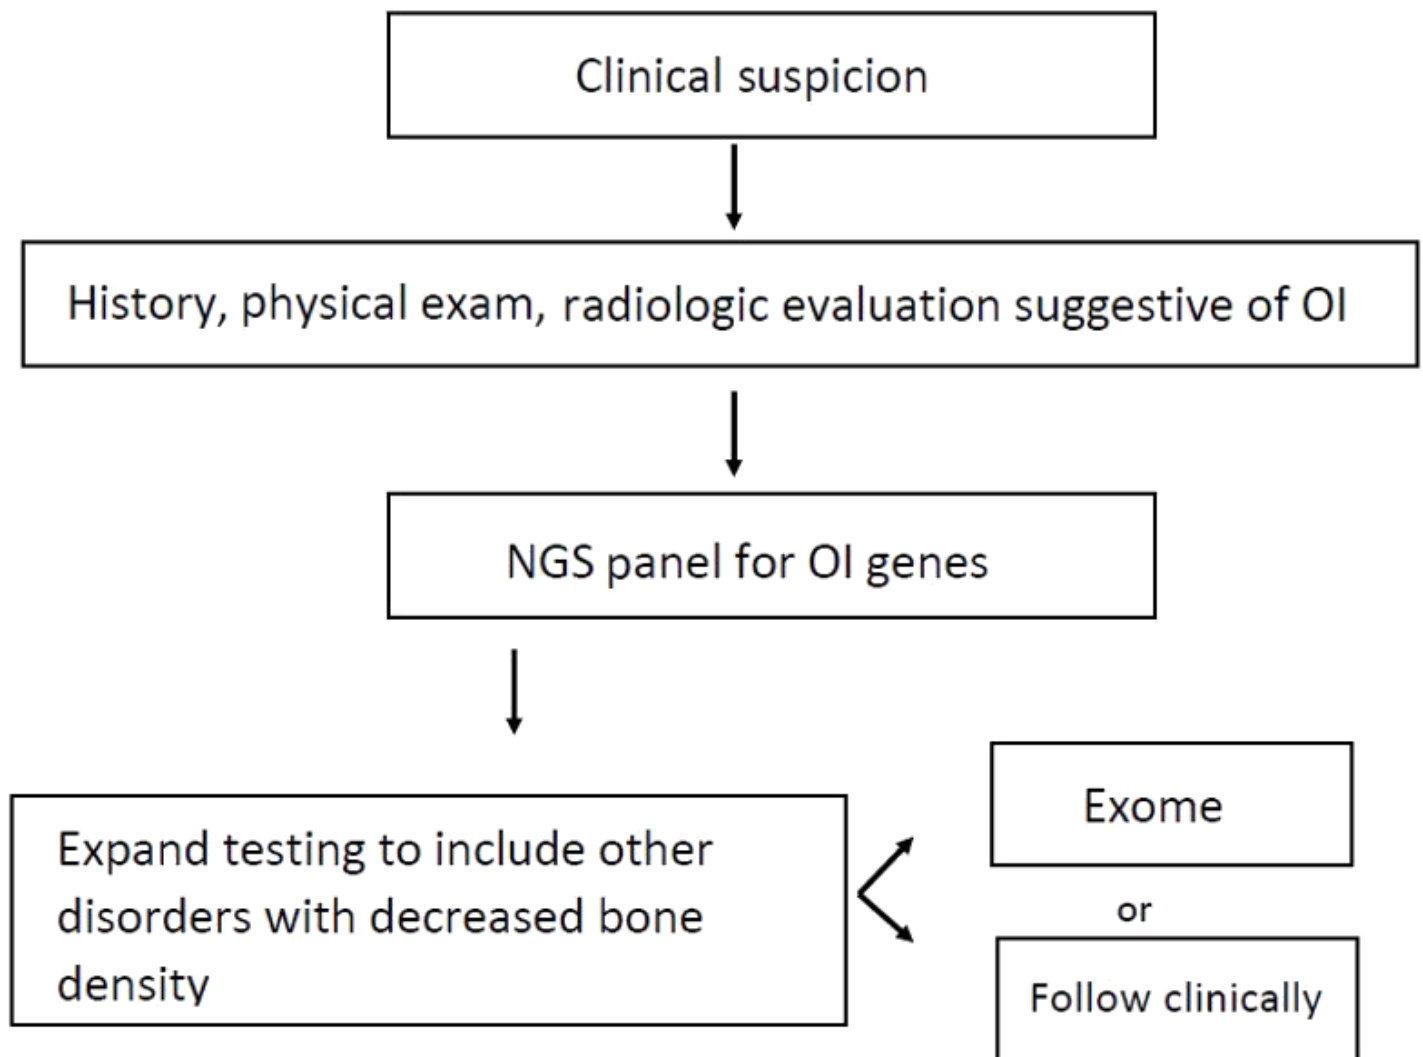 Clinical suspicion
History, physical exam, radiologic evaluation suggestive of OI
NGS panel for OI genes
Expand testing to include other
disorders with decreased bone
density
Exome
or
Follow clinically